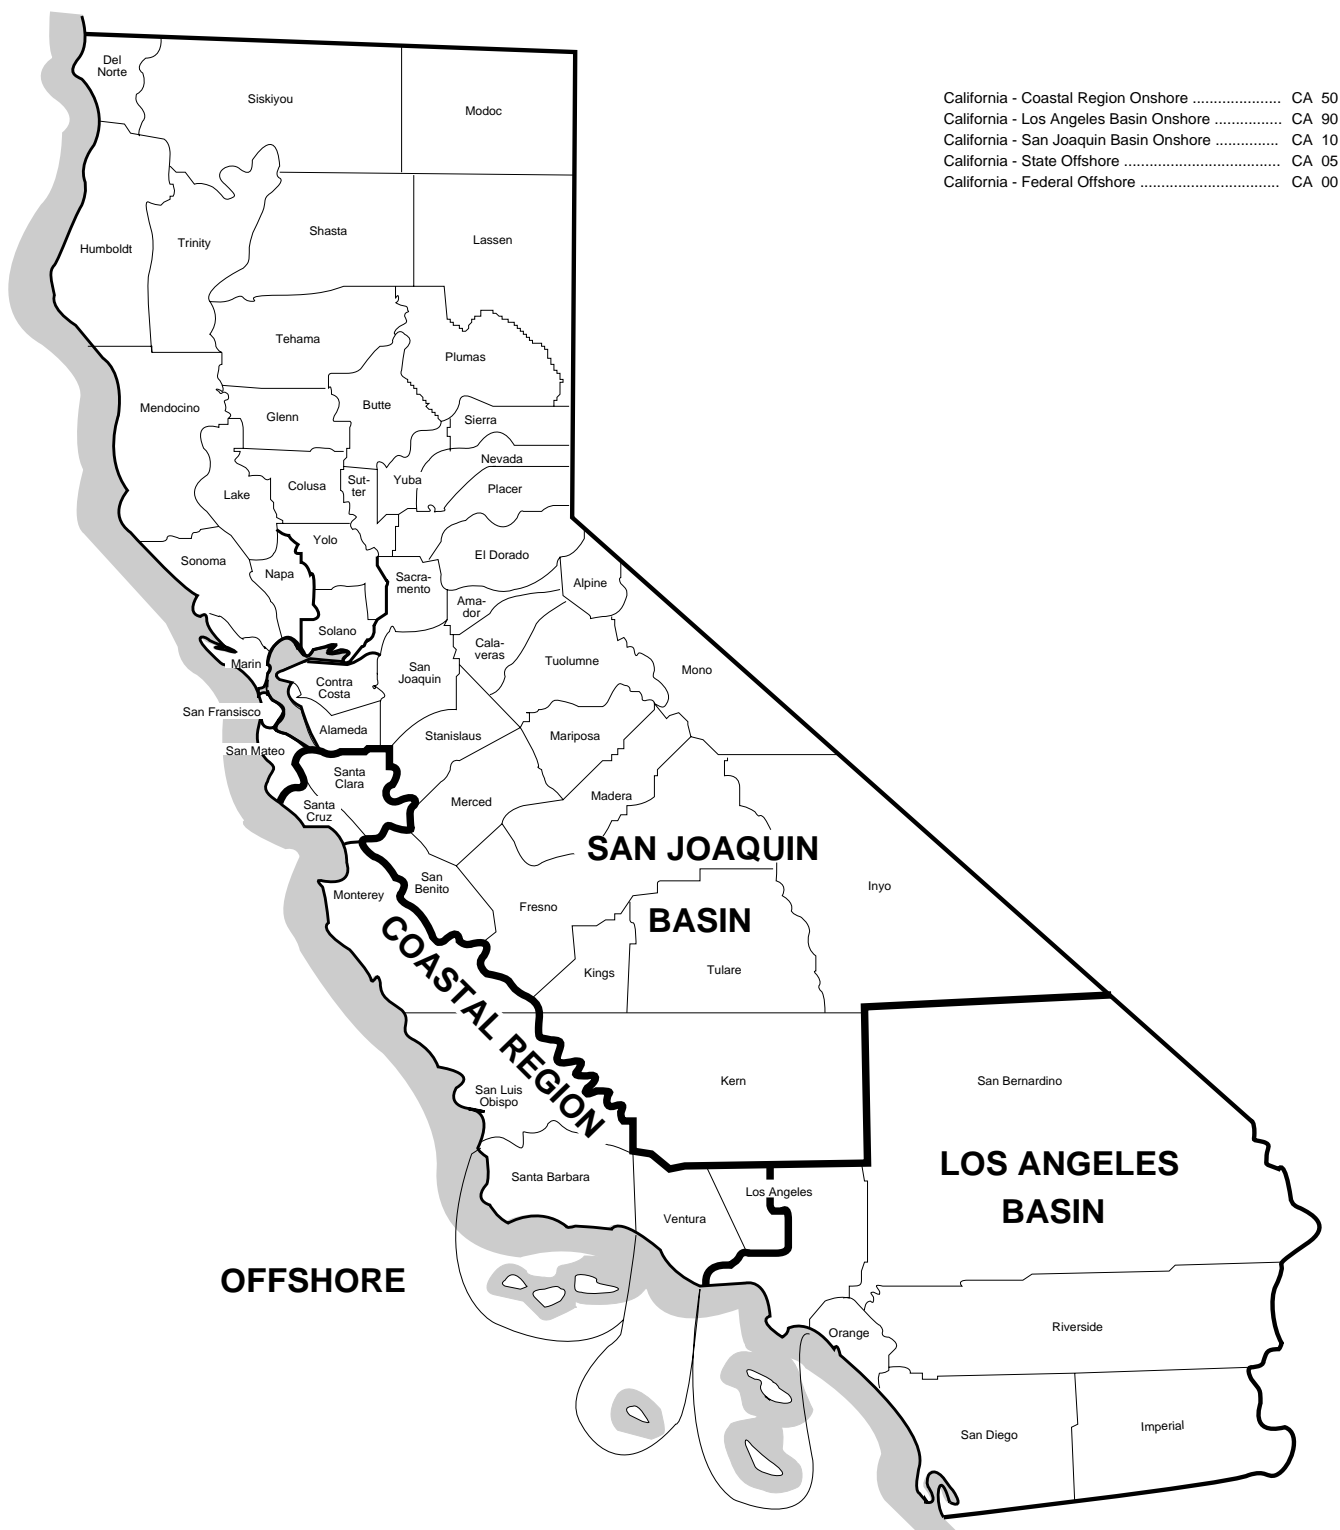 Del
Norte
Siskiyou
Modoc
California - Coastal Region Onshore ..................... CA 50
California - Los Angeles Basin Onshore ................ CA 90
California - San Joaquin Basin Onshore ............... CA 10
California - State Offshore ..................................... CA 05
California - Federal Offshore ................................. CA 00
Humboldt
Trinity
Shasta
Lassen
Tehama
Plumas
Mendocino
Glenn
Butte
Sierra
Lake
Colusa
Sut-
ter
Yuba
Nevada
Placer
Sonoma
Napa
Yolo
Sacra-
mento
El Dorado
Alpine
Ama-
dor
Solano
Cala-
veras
Tuolumne
Mono
Marin
Contra
Costa
San
Joaquin
San Fransisco
Alameda
Stanislaus
Mariposa
San Mateo
Santa
Clara
Santa
Cruz
Merced
Madera
SAN JOAQUIN
BASIN
Monterey
San
Benito
Fresno
Inyo
Kings
Tulare
COASTAL REGION
San Luis
Obispo
Kern
San Bernardino
Santa Barbara
Ventura
Los Angeles
LOS ANGELES
BASIN
OFFSHORE
Orange
Riverside
San Diego
Imperial